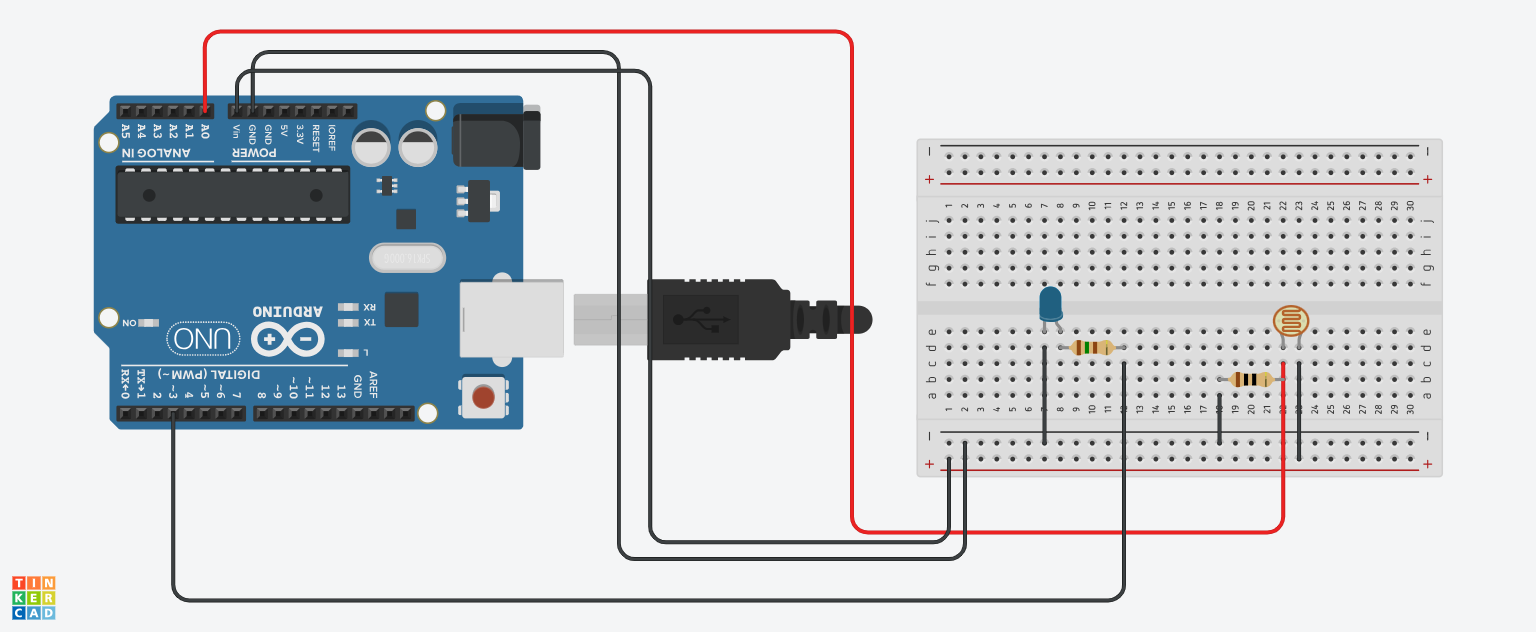 A5 A4 A3 A2 A1 A0 Vin GND GND 5V 3.3V RESET IOREF
ANALOG IN POWER
RX
TX
L
ON
UNO
ARDUINO
DIGITAL (PWM~)
RX←0 TX→1 2 ~3 4 ~5 ~6 7 8 ~9 ~10 ~11 12 13 GND AREF
− −
+ +
1 2 3 4 5 6 7 8 9 10 11 12 13 14 15 16 17 18 19 20 21 22 23 24 25 26 27 28 29 30
j j
i i
h h
g g
f f
e e
d d
c c
b b
a a
1 2 3 4 5 6 7 8 9 10 11 12 13 14 15 16 17 18 19 20 21 22 23 24 25 26 27 28 29 30
− −
+ +
TIN
KER
CAD